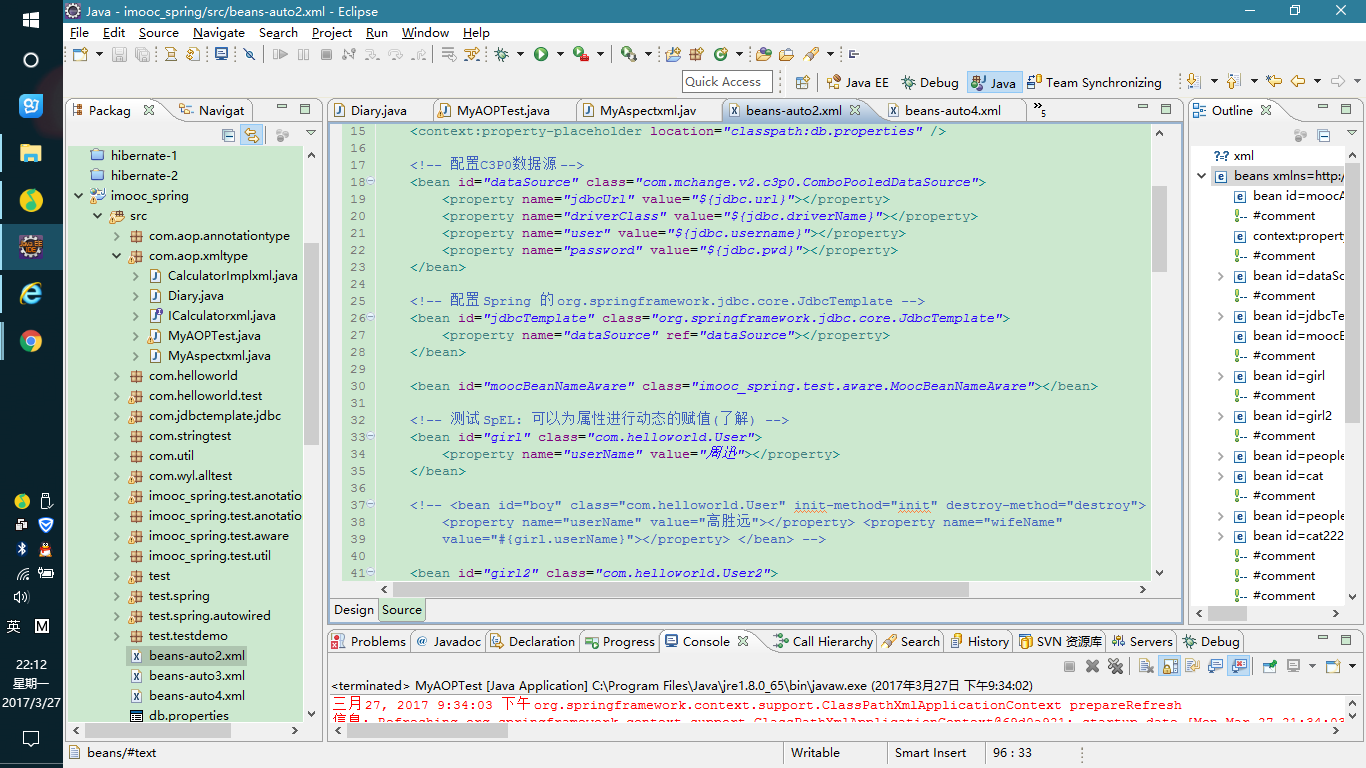 Java - imooc_spring/src/beans-auto2.xml - Eclipse
File Edit Source Navigate Search Project Run Window Help
Quick Access Java EE Debug Java Team Synchronizing
Packag Navigat
hibernate-1
hibernate-2
imooc_spring
src
com.aop.annotationtype
com.aop.xmltype
CalculatorImplxml.java
Diary.java
ICalculatorxml.java
MyAOPTest.java
MyAspectxml.java
com.helloworld
com.helloworld.test
com.jdbctemplate.jdbc
com.stringtest
com.util
com.wyl.alltest
imooc_spring.test.anotatio
imooc_spring.test.anotatio
imooc_spring.test.aware
imooc_spring.test.util
test
test.spring
test.spring.autowired
test.testdemo
beans-auto2.xml
beans-auto3.xml
beans-auto4.xml
db.properties
Diary.java MyAOPTest.java MyAspectxml.jav beans-auto2.xml beans-auto4.xml »5
15 <context:property-placeholder location="classpath:db.properties" />
16
17 <!-- 配置C3P0数据源 -->
18 <bean id="dataSource" class="com.mchange.v2.c3p0.ComboPooledDataSource">
19 <property name="jdbcUrl" value="${jdbc.url}"></property>
20 <property name="driverClass" value="${jdbc.driverName}"></property>
21 <property name="user" value="${jdbc.username}"></property>
22 <property name="password" value="${jdbc.pwd}"></property>
23 </bean>
24
25 <!-- 配置 Spring 的 org.springframework.jdbc.core.JdbcTemplate -->
26 <bean id="jdbcTemplate" class="org.springframework.jdbc.core.JdbcTemplate">
27 <property name="dataSource" ref="dataSource"></property>
28 </bean>
29
30 <bean id="moocBeanNameAware" class="imooc_spring.test.aware.MoocBeanNameAware"></bean>
31
32 <!-- 测试 SpEL: 可以为属性进行动态的赋值(了解) -->
33 <bean id="girl" class="com.helloworld.User">
34 <property name="userName" value="周迅"></property>
35 </bean>
36
37 <!-- <bean id="boy" class="com.helloworld.User" init-method="init" destroy-method="destroy">
38 <property name="userName" value="高胜远"></property> <property name="wifeName"
39 value="#{girl.userName}"></property> </bean> -->
40
41 <bean id="girl2" class="com.helloworld.User2">
Design Source
Outline
?-? xml
beans xmlns=http:/
bean id=moocA
#comment
context:propert
#comment
bean id=dataSc
#comment
bean id=jdbcTe
bean id=moocB
#comment
bean id=girl
#comment
bean id=girl2
#comment
bean id=people
bean id=cat
#comment
bean id=people
bean id=cat222
#comment
#comment
#comment
Problems @ Javadoc Declaration Progress Console Call Hierarchy Search History SVN 资源库 Servers Debug
<terminated> MyAOPTest [Java Application] C:\Program Files\Java\jre1.8.0_65\bin\javaw.exe (2017年3月27日 下午9:34:02)
三月 27, 2017 9:34:03 下午 org.springframework.context.support.ClassPathXmlApplicationContext prepareRefresh
信息: Refreshing org.springframework.context.support.ClassPathXmlApplicationContext@69d0a921: startup date [Mon Mar 27 21:34:03
beans/#text Writable Smart Insert 96 : 33
英 M
22:12
星期一
2017/3/27